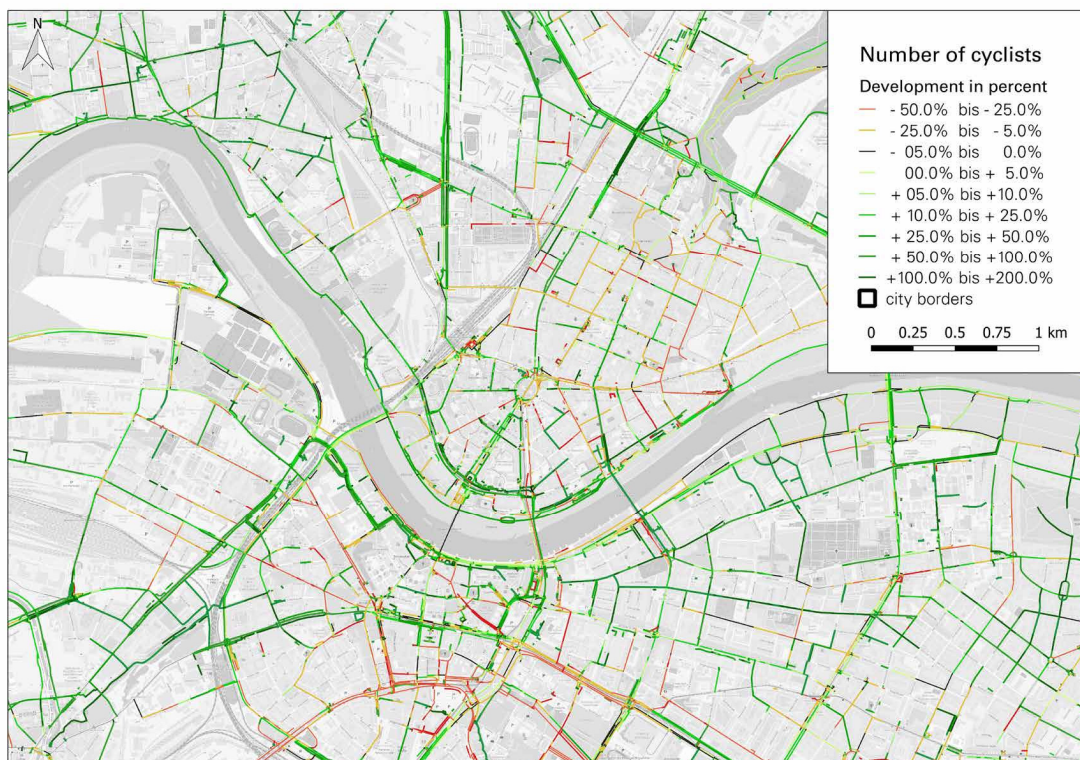 N
Number of cyclists
Development in percent
- 50.0% bis - 25.0%
- 25.0% bis - 5.0%
- 05.0% bis 0.0%
00.0% bis + 5.0%
+ 05.0% bis +10.0%
+ 10.0% bis + 25.0%
+ 25.0% bis + 50.0%
+ 50.0% bis +100.0%
+100.0% bis +200.0%
city borders
0 0.25 0.5 0.75 1 km